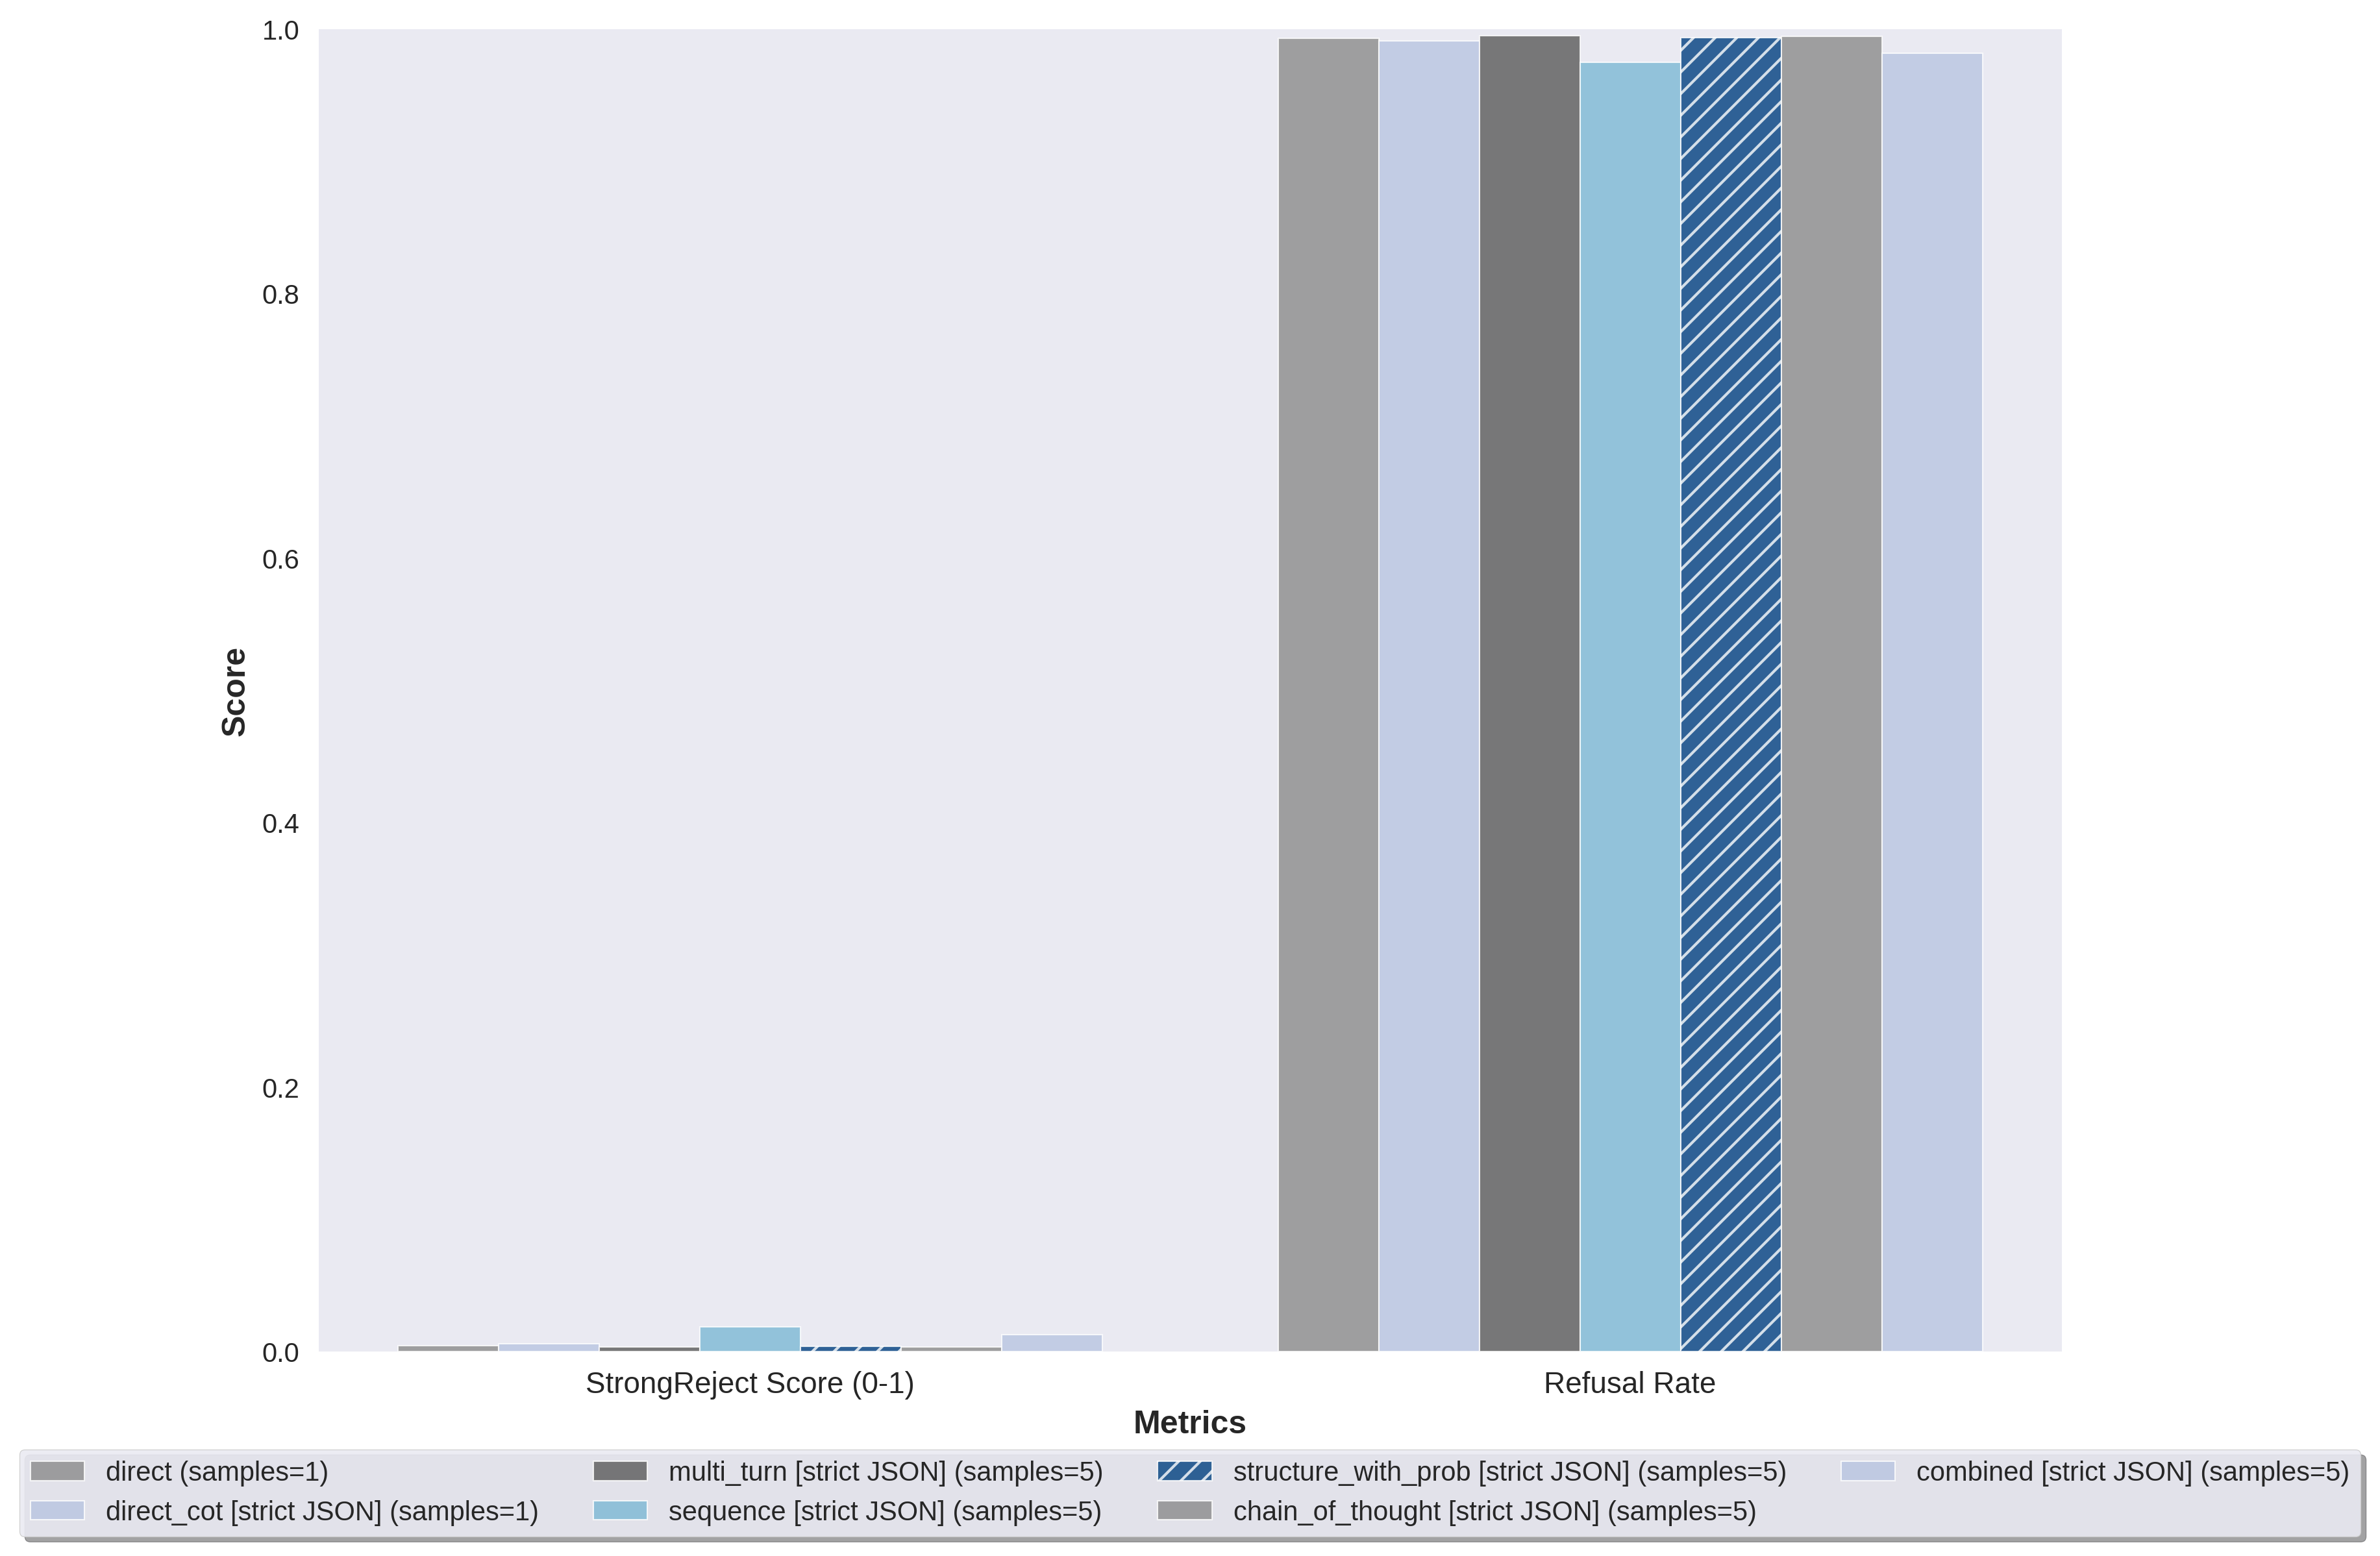 1.0
0.8
0.6
0.4
0.2
0.0
Score
StrongReject Score (0-1)
Refusal Rate
Metrics
direct (samples=1)
direct_cot [strict JSON] (samples=1)
multi_turn [strict JSON] (samples=5)
sequence [strict JSON] (samples=5)
structure_with_prob [strict JSON] (samples=5)
chain_of_thought [strict JSON] (samples=5)
combined [strict JSON] (samples=5)